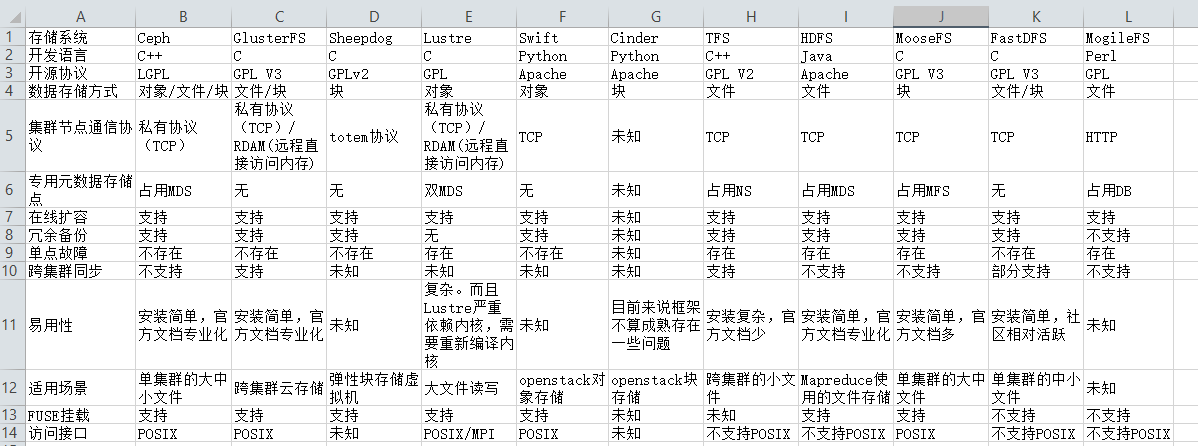 A B C D E F G H I J K L
1 存储系统 Ceph GlusterFS Sheepdog Lustre Swift Cinder TFS HDFS MooseFS FastDFS MogileFS
2 开发语言 C++ C C C Python Python C++ Java C C Perl
3 开源协议 LGPL GPL V3 GPLv2 GPL Apache Apache GPL V2 Apache GPL V3 GPL V3 GPL
4 数据存储方式 对象/文件/块 文件/块 块 对象 对象 块 文件 文件 块 文件/块 文件
5 集群节点通信协议 私有协议（TCP） 私有协议（TCP）/RDAM(远程直接访问内存) totem协议 私有协议（TCP）/RDAM(远程直接访问内存) TCP 未知 TCP TCP TCP TCP HTTP
6 专用元数据存储点 占用MDS 无 无 双MDS 无 未知 占用NS 占用MDS 占用MFS 无 占用DB
7 在线扩容 支持 支持 支持 支持 支持 未知 支持 支持 支持 支持 支持
8 冗余备份 支持 支持 支持 无 支持 未知 支持 支持 支持 支持 不支持
9 单点故障 不存在 不存在 不存在 存在 不存在 未知 存在 存在 存在 不存在 存在
10 跨集群同步 不支持 支持 未知 未知 未知 未知 支持 不支持 不支持 部分支持 不支持
11 易用性 安装简单，官方文档专业化 安装简单，官方文档专业化 未知 复杂。而且Lustre严重依赖内核，需要重新编译内核 未知 目前来说框架不算成熟存在一些问题 安装复杂，官方文档少 安装简单，官方文档专业化 安装简单，官方文档多 安装简单，社区相对活跃 未知
12 适用场景 单集群的大中小文件 跨集群云存储 弹性块存储虚拟机 大文件读写 openstack对象存储 openstack块存储 跨集群的小文件 Mapreduce使用的文件存储 单集群的大中文件 单集群的中小文件 未知
13 FUSE挂载 支持 支持 支持 支持 支持 未知 未知 支持 支持 不支持 不支持
14 访问接口 POSIX POSIX 未知 POSIX/MPI POSIX 未知 不支持POSIX 不支持POSIX POSIX 不支持POSIX 不支持POSIX